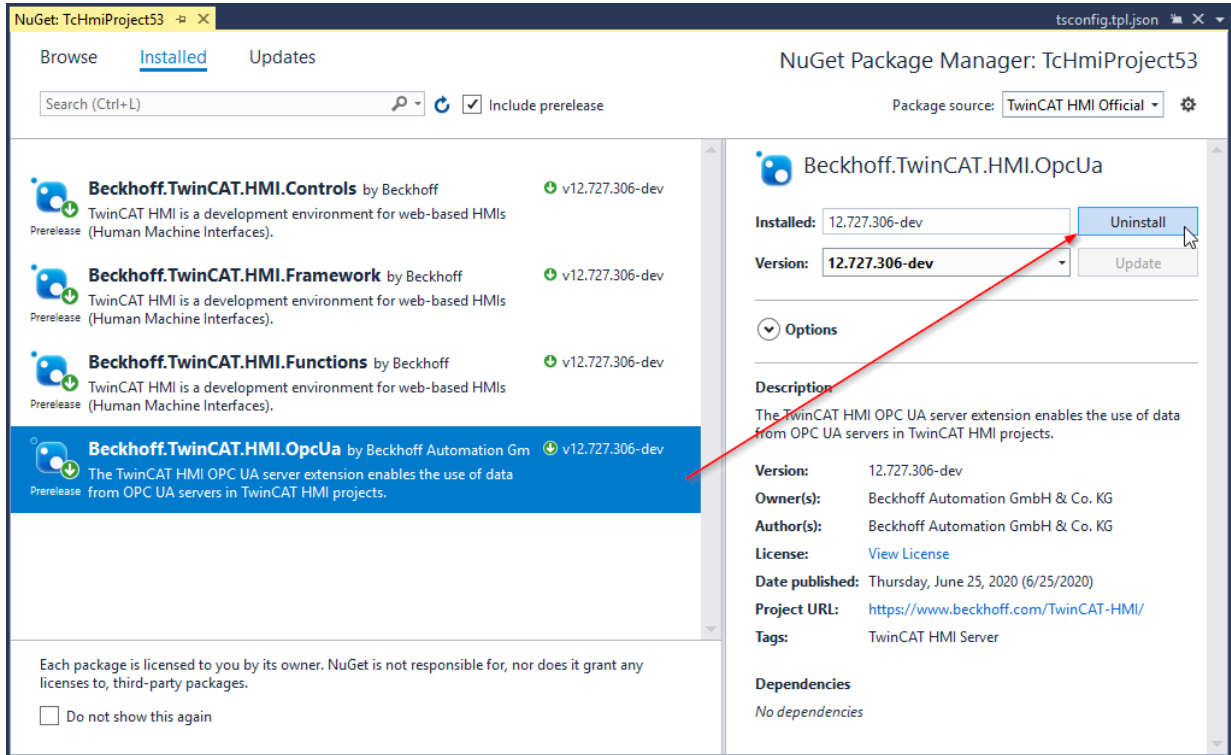 NuGet: TcHmiProject53
tsconfig.tpl.json
Browse Installed Updates
NuGet Package Manager: TcHmiProject53
Search (Ctrl+L)
Include prerelease
Package source: TwinCAT HMI Official
Beckhoff.TwinCAT.HMI.Controls by Beckhoff v12.727.306-dev
TwinCAT HMI is a development environment for web-based HMIs
Prerelease (Human Machine Interfaces).
Beckhoff.TwinCAT.HMI.Framework by Beckhoff v12.727.306-dev
TwinCAT HMI is a development environment for web-based HMIs
Prerelease (Human Machine Interfaces).
Beckhoff.TwinCAT.HMI.Functions by Beckhoff v12.727.306-dev
TwinCAT HMI is a development environment for web-based HMIs
Prerelease (Human Machine Interfaces).
Beckhoff.TwinCAT.HMI.OpcUa by Beckhoff Automation Gm v12.727.306-dev
The TwinCAT HMI OPC UA server extension enables the use of data
Prerelease from OPC UA servers in TwinCAT HMI projects.
Each package is licensed to you by its owner. NuGet is not responsible for, nor does it grant any
licenses to, third-party packages.
Do not show this again
Beckhoff.TwinCAT.HMI.OpcUa
Installed: 12.727.306-dev Uninstall
Version: 12.727.306-dev Update
Options
Description
The TwinCAT HMI OPC UA server extension enables the use of data
from OPC UA servers in TwinCAT HMI projects.
Version: 12.727.306-dev
Owner(s): Beckhoff Automation GmbH & Co. KG
Author(s): Beckhoff Automation GmbH & Co. KG
License: View License
Date published: Thursday, June 25, 2020 (6/25/2020)
Project URL: https://www.beckhoff.com/TwinCAT-HMI/
Tags: TwinCAT HMI Server
Dependencies
No dependencies